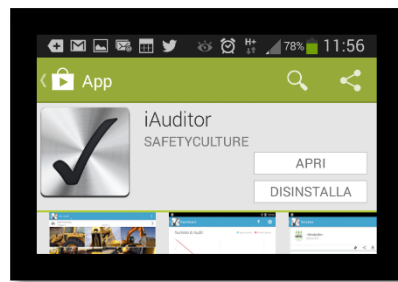 H+
78%
11:56
App
iAuditor
SAFETYCULTURE
APRI
DISINSTALLA